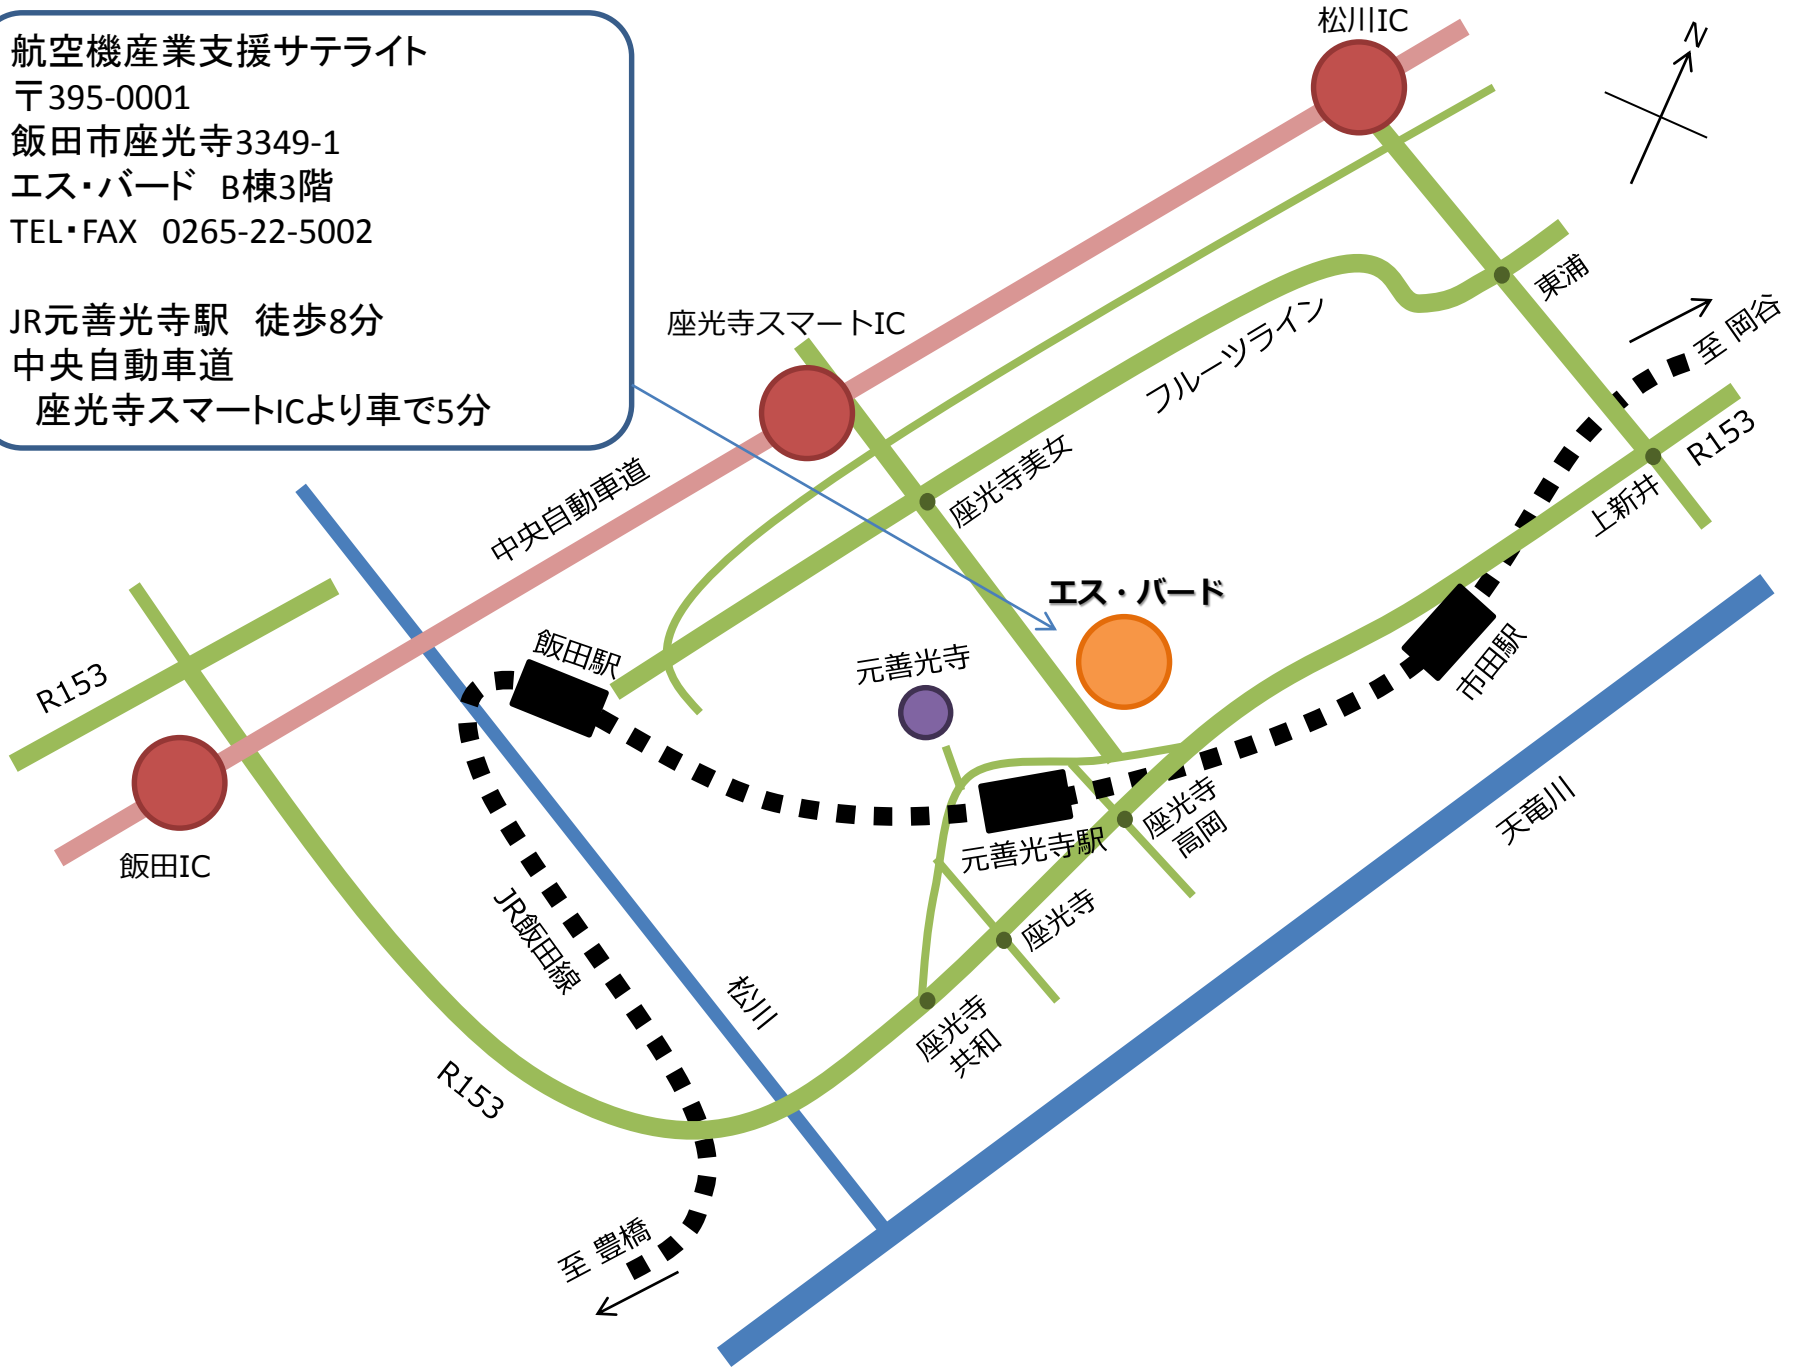 航空機産業支援サテライト
〒395-0001
飯田市座光寺3349-1
エス・バード　B棟3階
TEL・FAX　0265-22-5002
JR元善光寺駅　徒歩8分
中央自動車道
座光寺スマートICより車で5分
松川IC
N
東浦
至 岡谷
座光寺スマートIC
フルーツライン
R153
座光寺美女
上新井
中央自動車道
エス・バード
飯田駅
元善光寺
市田駅
R153
飯田IC
座光寺
高岡
元善光寺駅
天竜川
JR飯田線
座光寺
松川
座光寺
共和
R153
至 豊橋